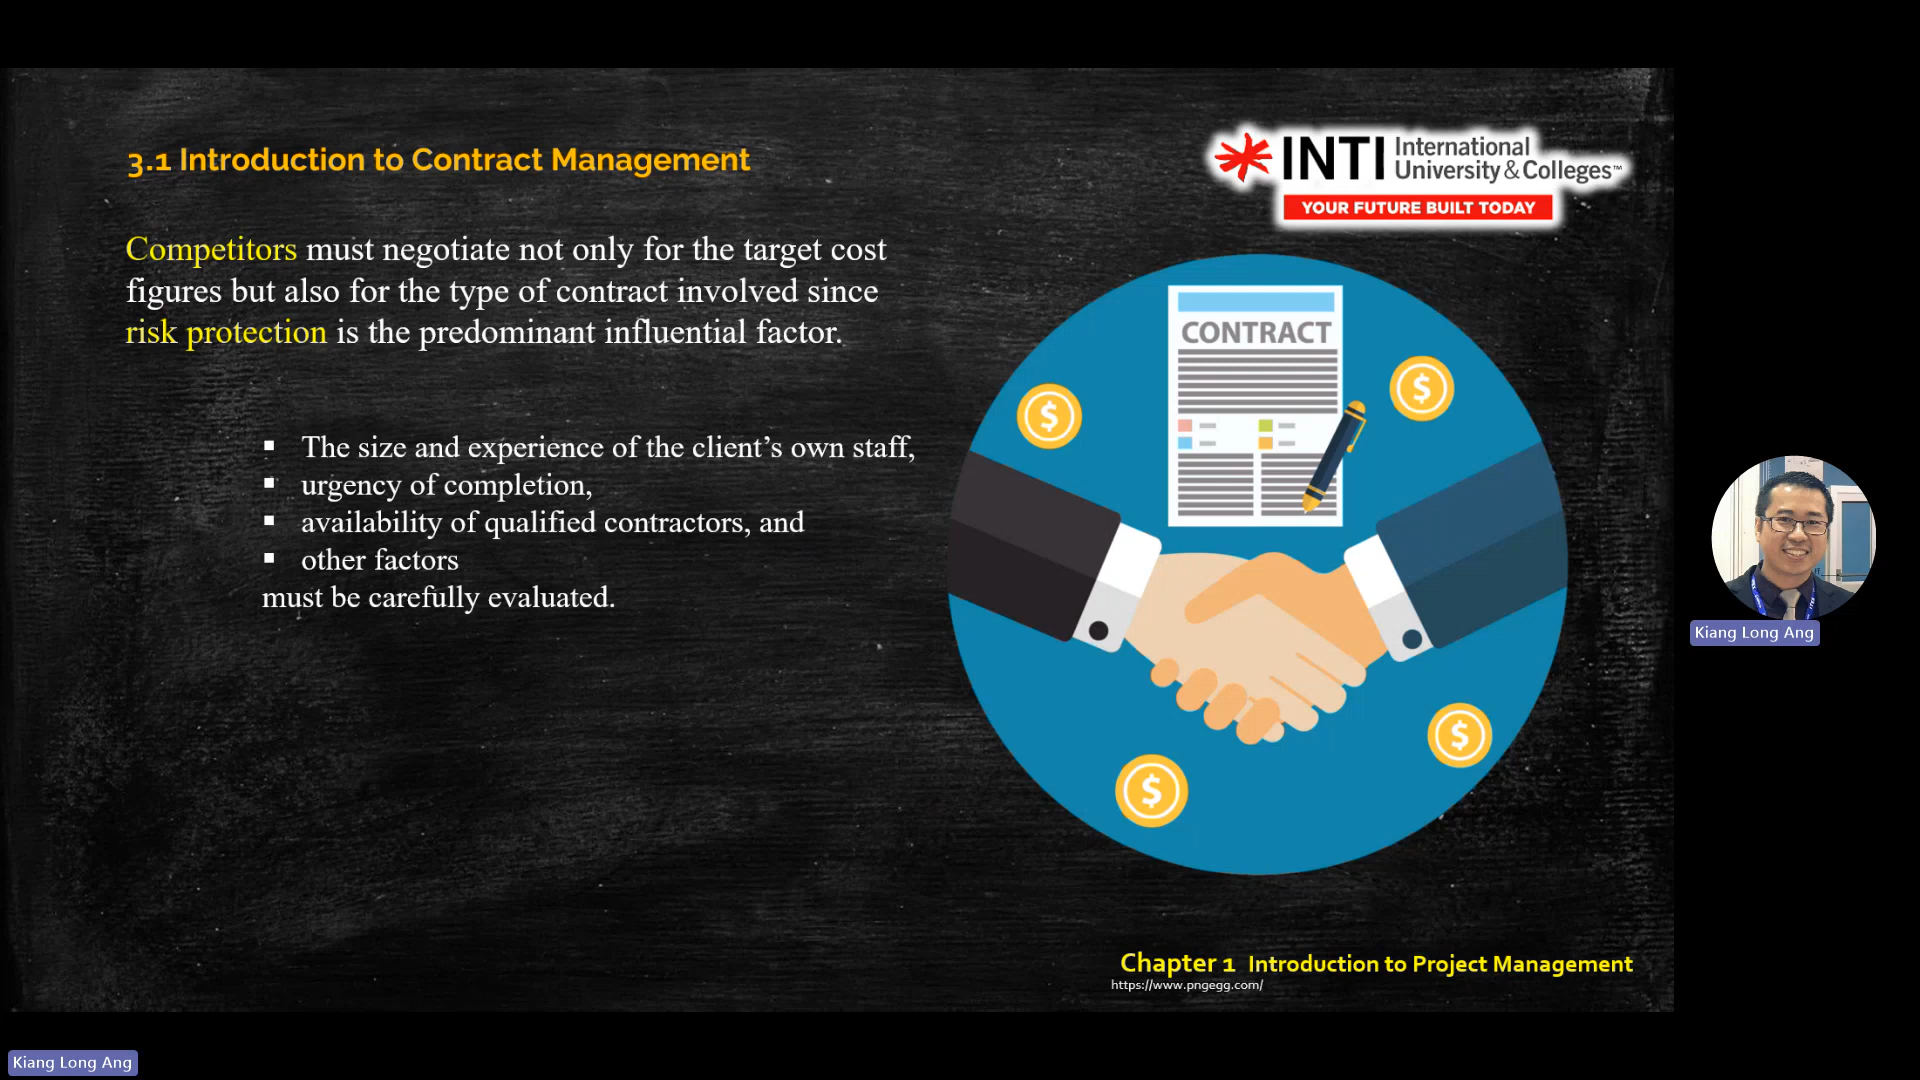 3.1 Introduction to Contract Management
INTI International
University & Colleges™
YOUR FUTURE BUILT TODAY
Competitors must negotiate not only for the target cost
figures but also for the type of contract involved since
risk protection is the predominant influential factor.
CONTRACT
$
$
▪ The size and experience of the client’s own staff,
▪ urgency of completion,
▪ availability of qualified contractors, and
▪ other factors
must be carefully evaluated.
$
$
Kiang Long Ang
Chapter 1 Introduction to Project Management
https://www.pngegg.com/
Kiang Long Ang